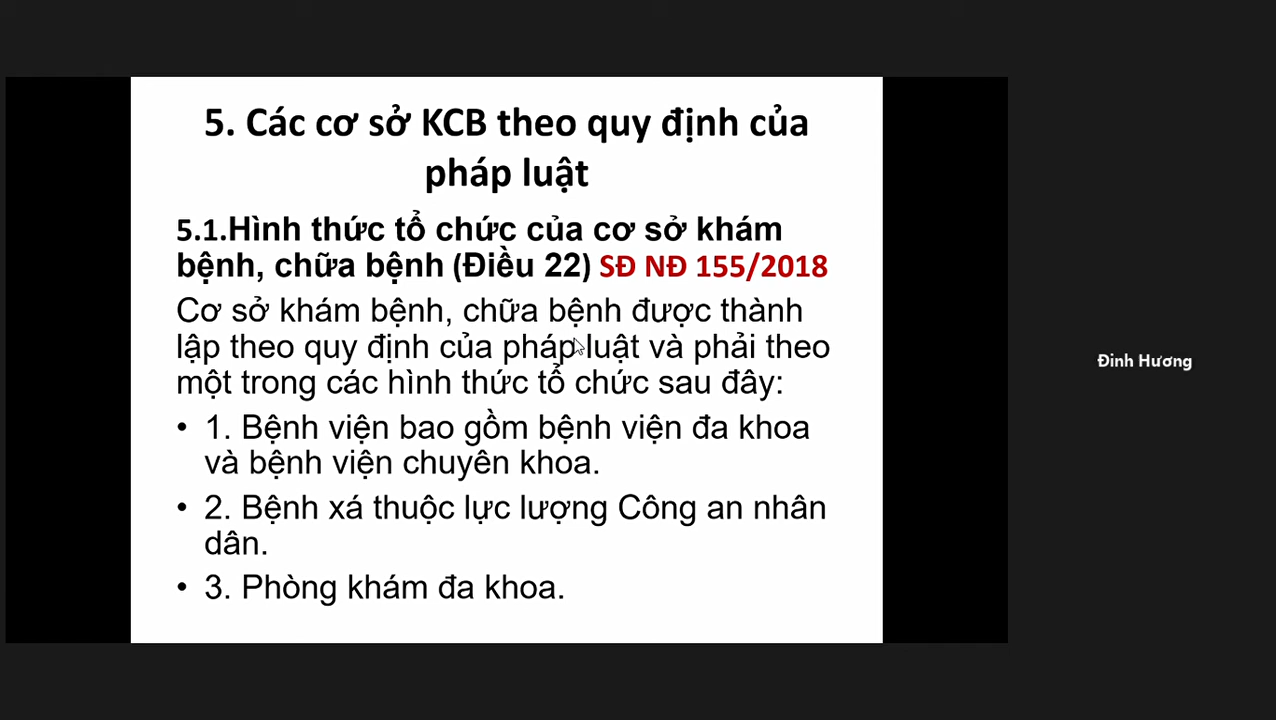 5. Các cơ sở KCB theo quy định của
pháp luật
5.1.Hình thức tổ chức của cơ sở khám
bệnh, chữa bệnh (Điều 22) SĐ NĐ 155/2018
Cơ sở khám bệnh, chữa bệnh được thành
lập theo quy định của pháp luật và phải theo
một trong các hình thức tổ chức sau đây:
• 1. Bệnh viện bao gồm bệnh viện đa khoa
và bệnh viện chuyên khoa.
• 2. Bệnh xá thuộc lực lượng Công an nhân
dân.
• 3. Phòng khám đa khoa.
Đinh Hương